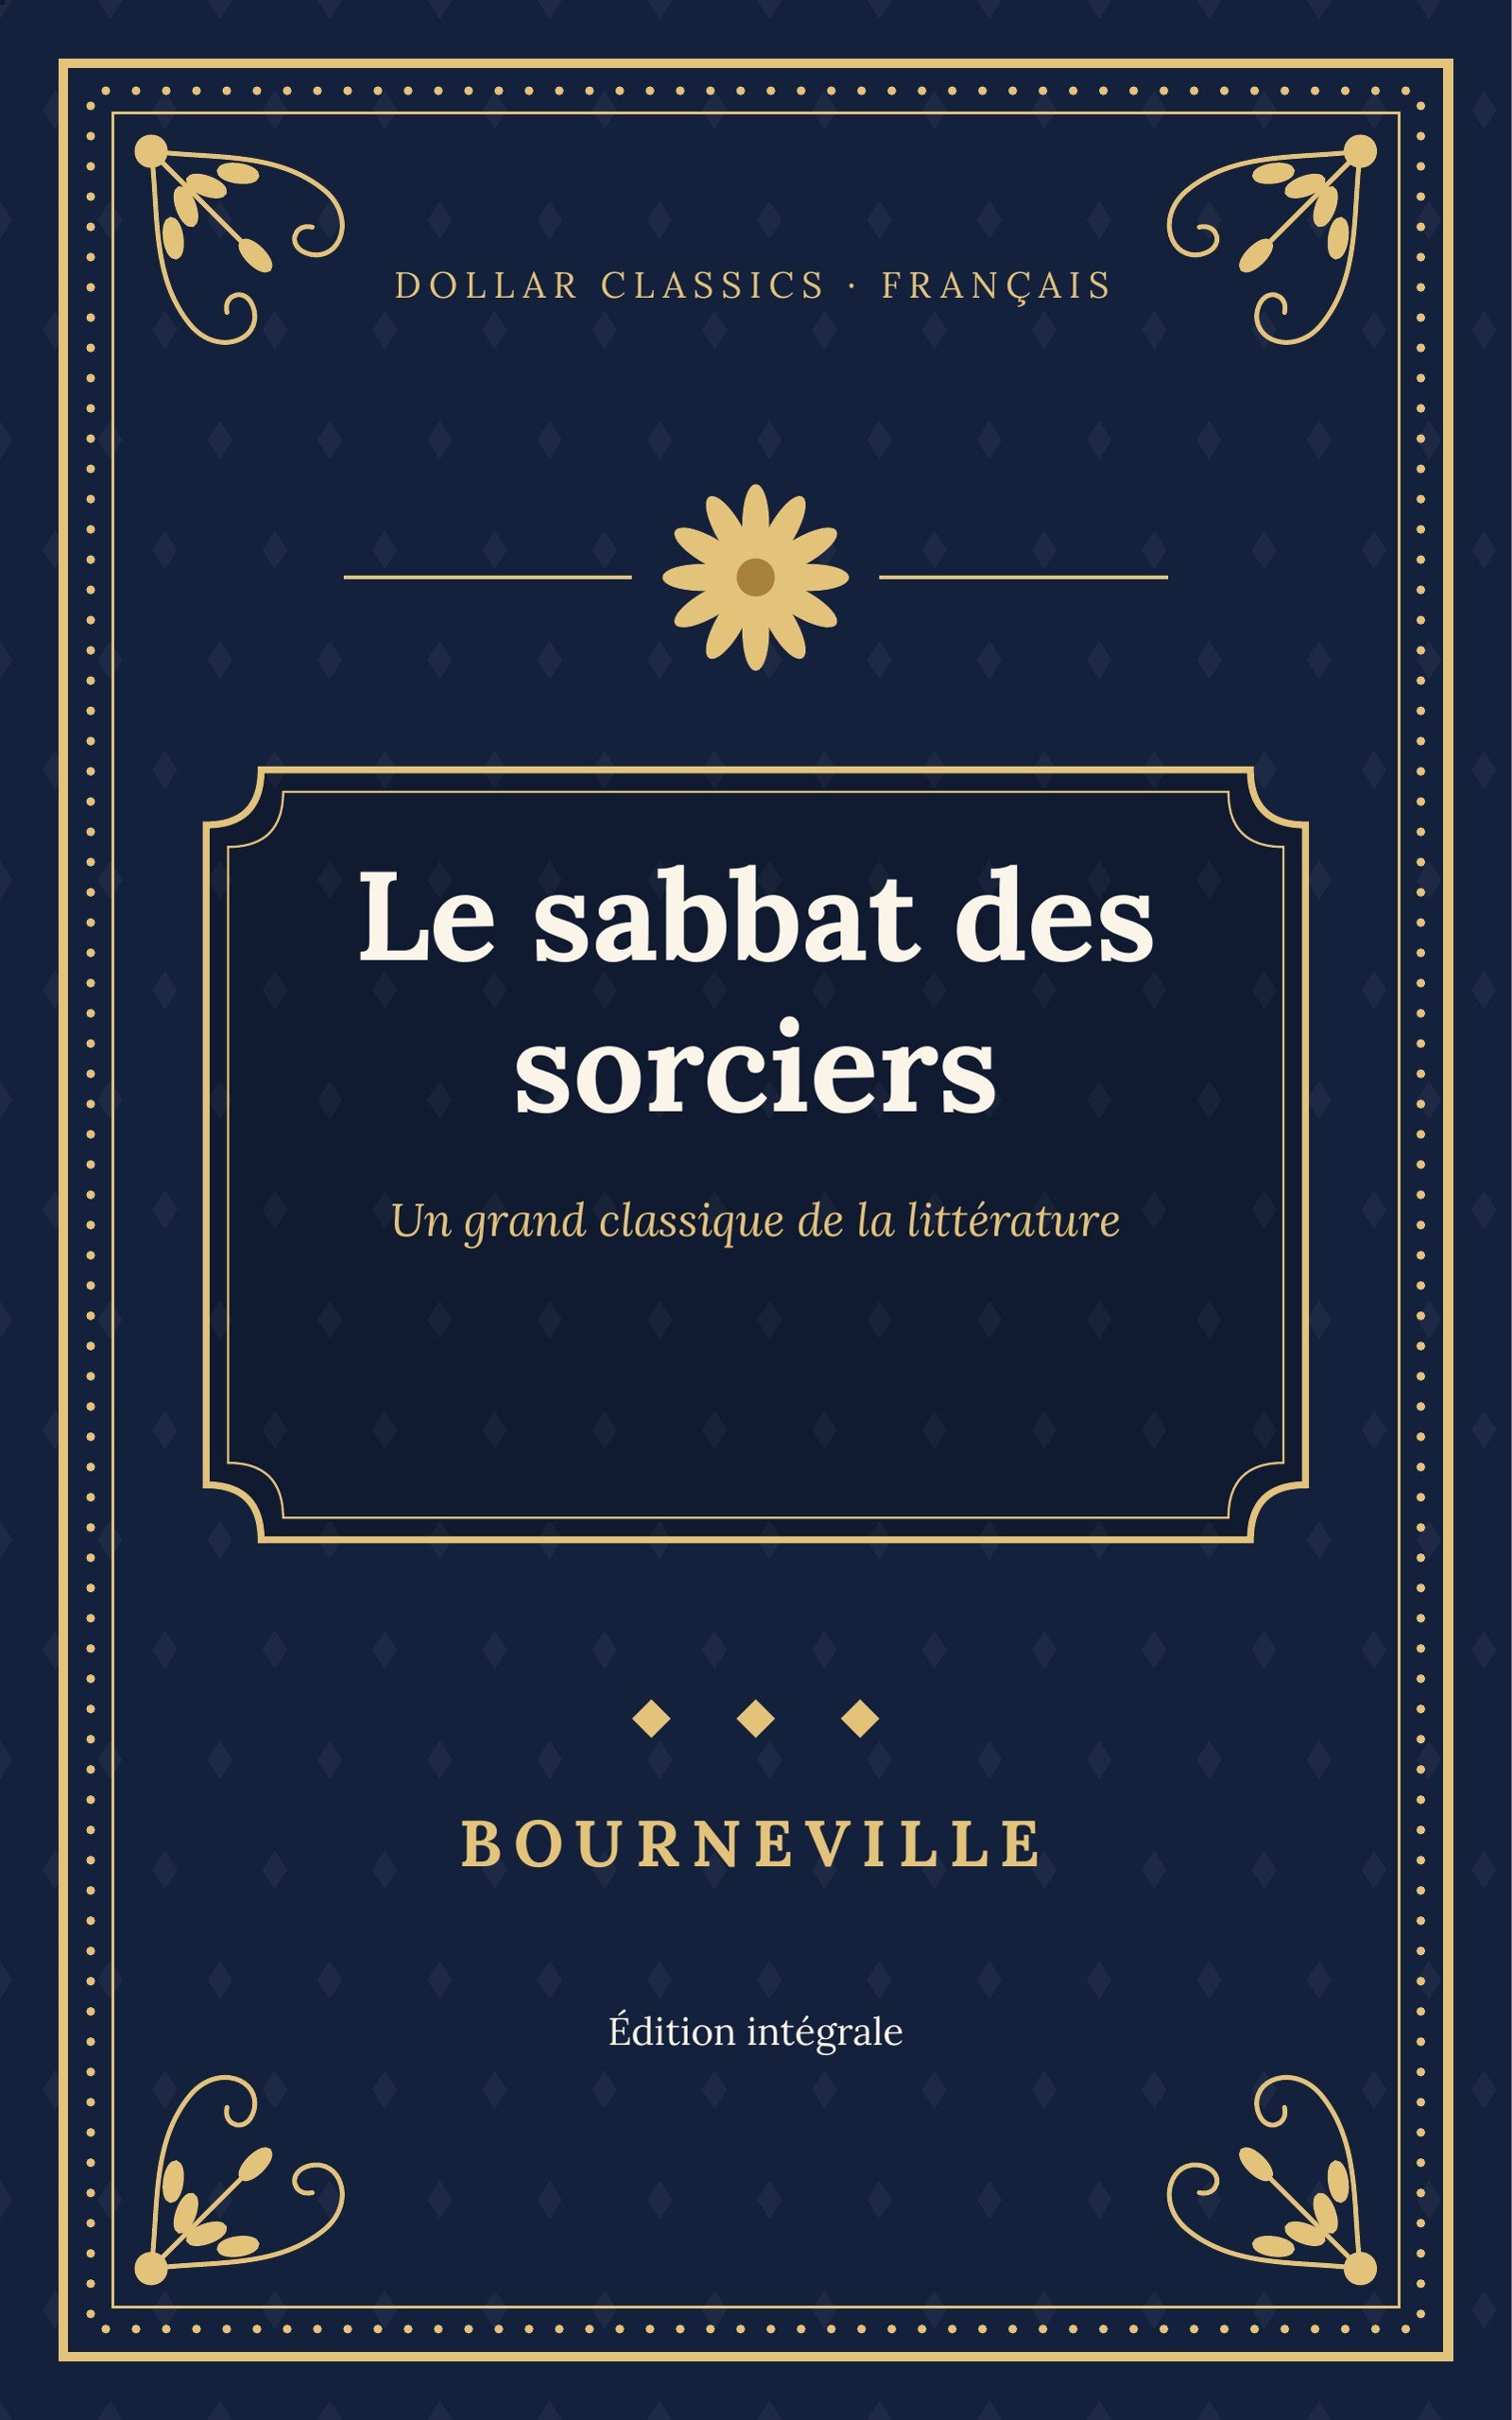 DOLLAR CLASSICS · FRANÇAIS
Le sabbat des
sorciers
Un grand classique de la littérature
BOURNEVILLE
Édition intégrale